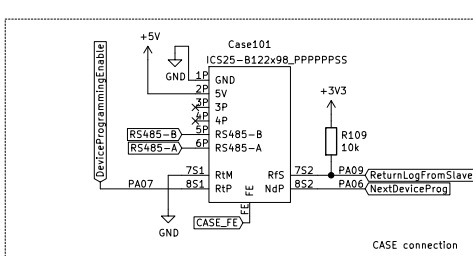 +5V
Case101
ICS25-B122x98_PPPPPPSS
DeviceProgrammingEnable
GND
1P GND
2P 5V
3P 3P
4P 4P
RS485-B 5P RS485-B
RS485-A 6P RS485-A
+3V3
R109
10k
7S1 RtM RfS 7S2 PA09 ReturnLogFromSlave
PA07 8S1 RtP NdP 8S2 PA06 NextDeviceProg
FE
FE
GND
CASE_FE
CASE connection